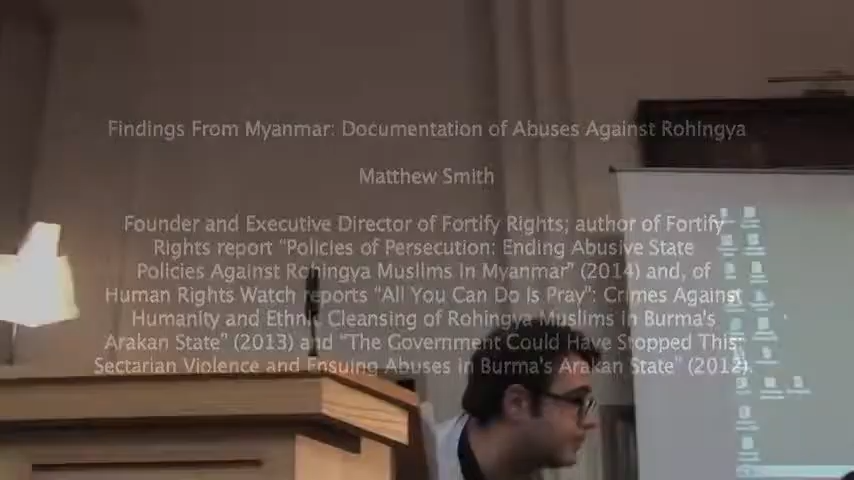 Findings From Myanmar: Documentation of Abuses Against Rohingya
Matthew Smith
Founder and Executive Director of Fortify Rights; author of Fortify
Rights report "Policies of Persecution: Ending Abusive State
Policies Against Rohingya Muslims in Myanmar" (2014) and, of
Human Rights Watch reports "All You Can Do Is Pray": Crimes Against
Humanity and Ethnic Cleansing of Rohingya Muslims in Burma's
Arakan State" (2013) and "The Government Could Have Stopped This:
Sectarian Violence and Ensuing Abuses in Burma's Arakan State" (2012).